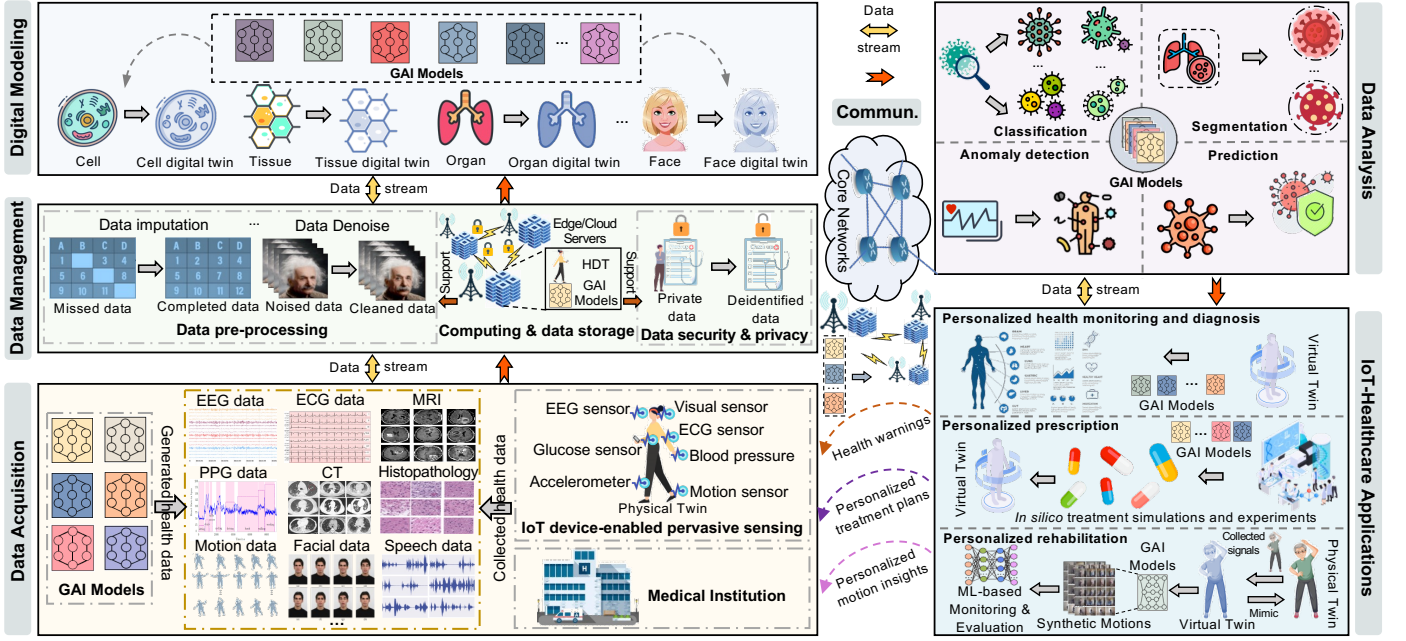 Digital Modeling
GAI Models
...
Cell
Cell digital twin
Tissue
Tissue digital twin
Organ
Organ digital twin
...
Face
Face digital twin
Data stream
Data
stream
Commun.
Core Networks
Data Management
Data imputation
...
Data Denoise
A B C D
1 3 4
5 6 8
9 10 11
Missed data
A B C D
1 2 3 4
5 6 7 8
9 10 11 12
Completed data
Noised data
Cleaned data
Data pre-processing
Support
Edge/Cloud
Servers
HDT
GAI
Models
Support
Computing & data storage
Private
data
Deidentified
data
Data security & privacy
Data stream
Data Acquisition
GAI Models
Generated health data
EEG data
ECG data
MRI
PPG data
CT
Histopathology
Motion data
Facial data
Speech data
...
Collected health data
EEG sensor
Visual sensor
ECG sensor
Glucose sensor
Blood pressure
Accelerometer
Motion sensor
Physical Twin
IoT device-enabled pervasive sensing
H
Medical Institution
Data Analysis
Classification
Segmentation
...
Anomaly detection
Prediction
GAI Models
Data stream
Health warnings
Personalized
treatment plans
Personalized
motion insights
IoT-Healthcare Applications
Personalized health monitoring and diagnosis
...
GAI Models
Virtual Twin
Personalized prescription
...
GAI Models
Virtual Twin
In silico treatment simulations and experiments
Personalized rehabilitation
ML-based
Monitoring &
Evaluation
Synthetic Motions
GAI
Models
Collected
signals
Mimic
Virtual Twin
Physical Twin